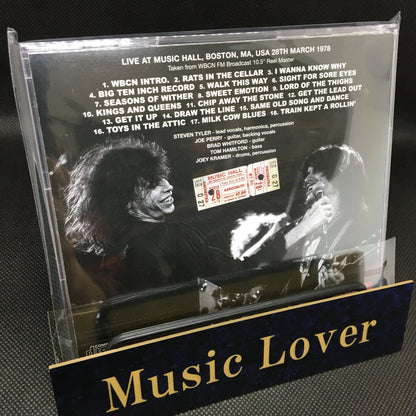 LIVE AT MUSIC HALL, BOSTON, MA, USA 28TH MARCH 1978
Taken from WBCN FM Broadcast 10.5" Reel Master
1. WBCN INTRO. 2. RATS IN THE CELLAR 3. I WANNA KNOW WHY
4. BIG TEN INCH RECORD 5. WALK THIS WAY 6. SIGHT FOR SORE EYES
7. SEASONS OF WITHER 8. SWEET EMOTION 9. LORD OF THE THIGHS
10. KINGS AND QUEENS 11. CHIP AWAY THE STONE 12. GET THE LEAD OUT
13. GET IT UP 14. DRAW THE LINE 15. SAME OLD SONG AND DANCE
16. TOYS IN THE ATTIC 17. MILK COW BLUES 18. TRAIN KEPT A ROLLIN'
STEVEN TYLER - lead vocals, harmonica, percussion
JOE PERRY - guitar, backing vocals
BRAD WHITFORD - guitar
TOM HAMILTON - bass
JOEY KRAMER - drums, percussion
MUSIC HALL
Music Lover